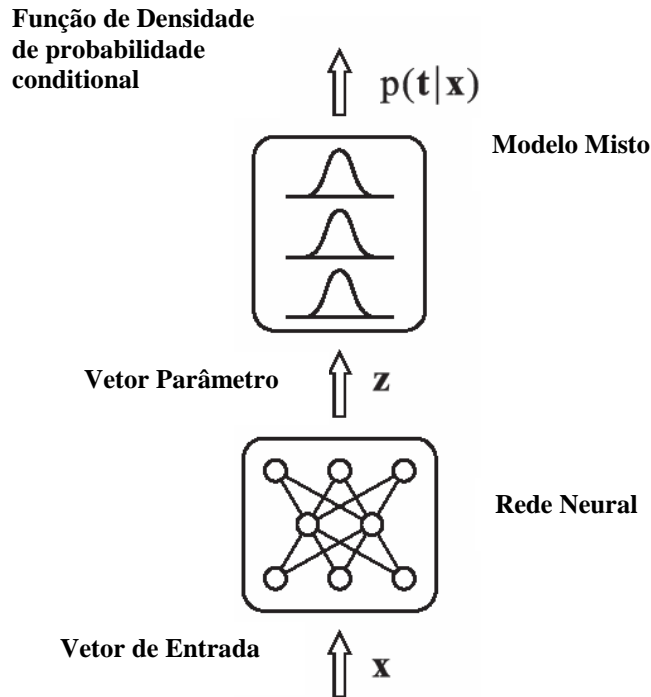 Função de Densidade
de probabilidade
conditional
p(t|x)
Modelo Misto
Vetor Parâmetro
z
Rede Neural
Vetor de Entrada
x